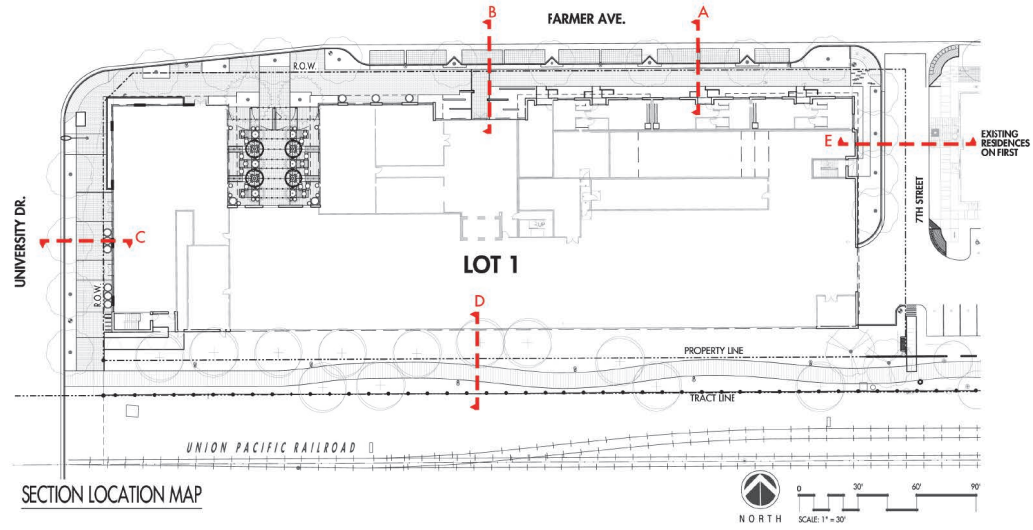 FARMER AVE.
B
A
R.O.W.
E
EXISTING
RESIDENCES
ON FIRST
7TH STREET
UNIVERSITY DR.
C
R.O.W.
LOT 1
D
PROPERTY LINE
TRACT LINE
UNION PACIFIC RAILROAD
SECTION LOCATION MAP
NORTH
0 30' 60' 90'
SCALE: 1" = 30'